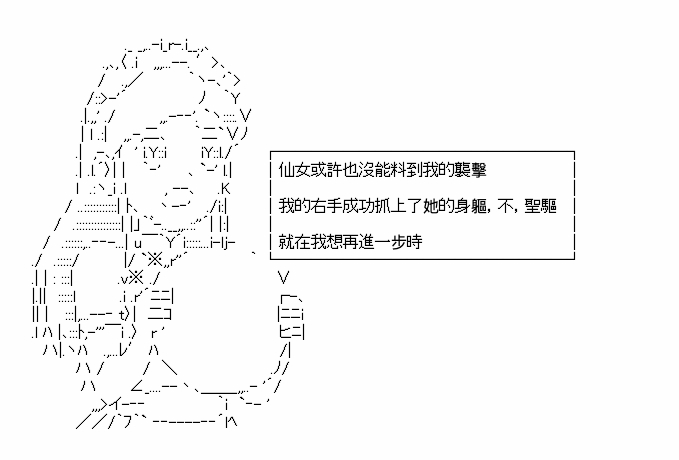 仙女或許也沒能料到我的襲擊
我的右手成功抓上了她的身軀, 不, 聖軀
就在我想再進一步時